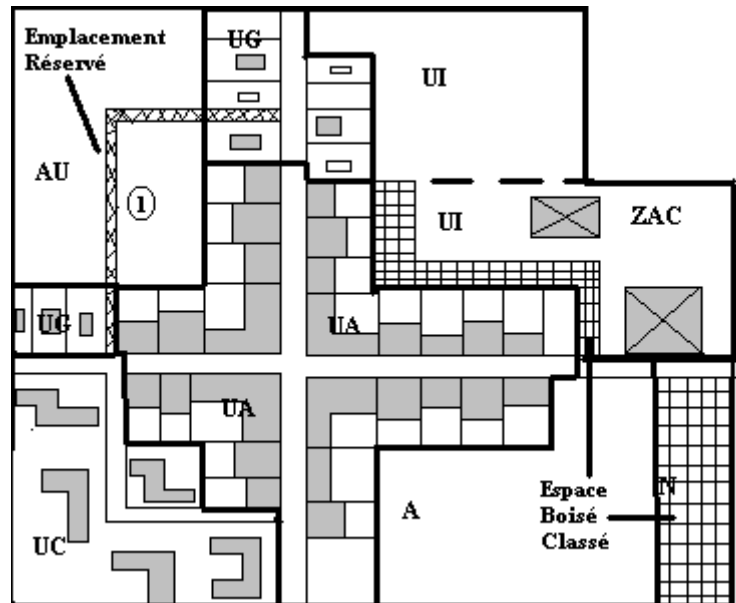 Emplacement
Réservé
UG
UI
AU
1
UI
ZAC
UG
UA
UA
UC
A
Espace
Boisé
Classé
N